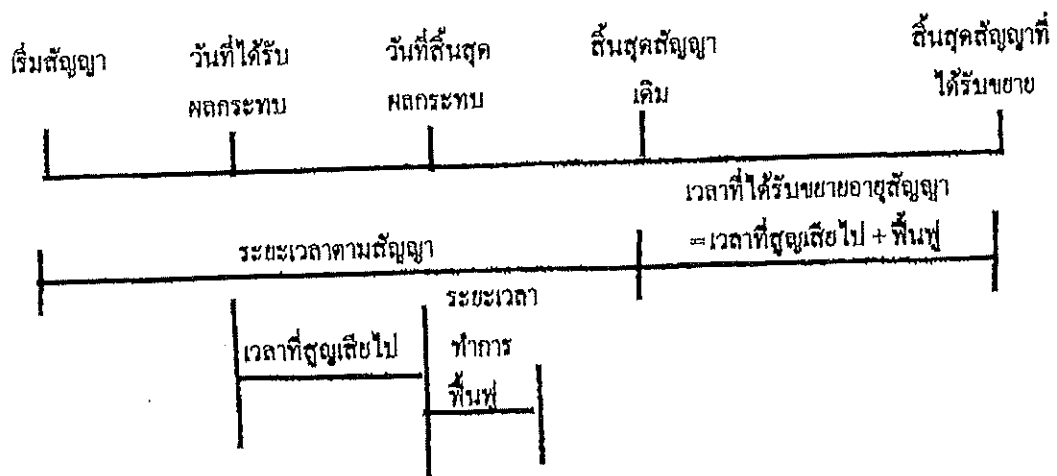 เริ่มสัญญา
วันที่ได้รับ
ผลกระทบ
วันที่สิ้นสุด
ผลกระทบ
สิ้นสุดสัญญา
เดิม
สิ้นสุดสัญญาที่
ได้รับขยาย
เวลาที่ได้รับขยายอายุสัญญา
=เวลาที่สูญเสียไป + ฟื้นฟู
ระยะเวลาตามสัญญา
เวลาที่สูญเสียไป
ระยะเวลา
ทำการ
ฟื้นฟู